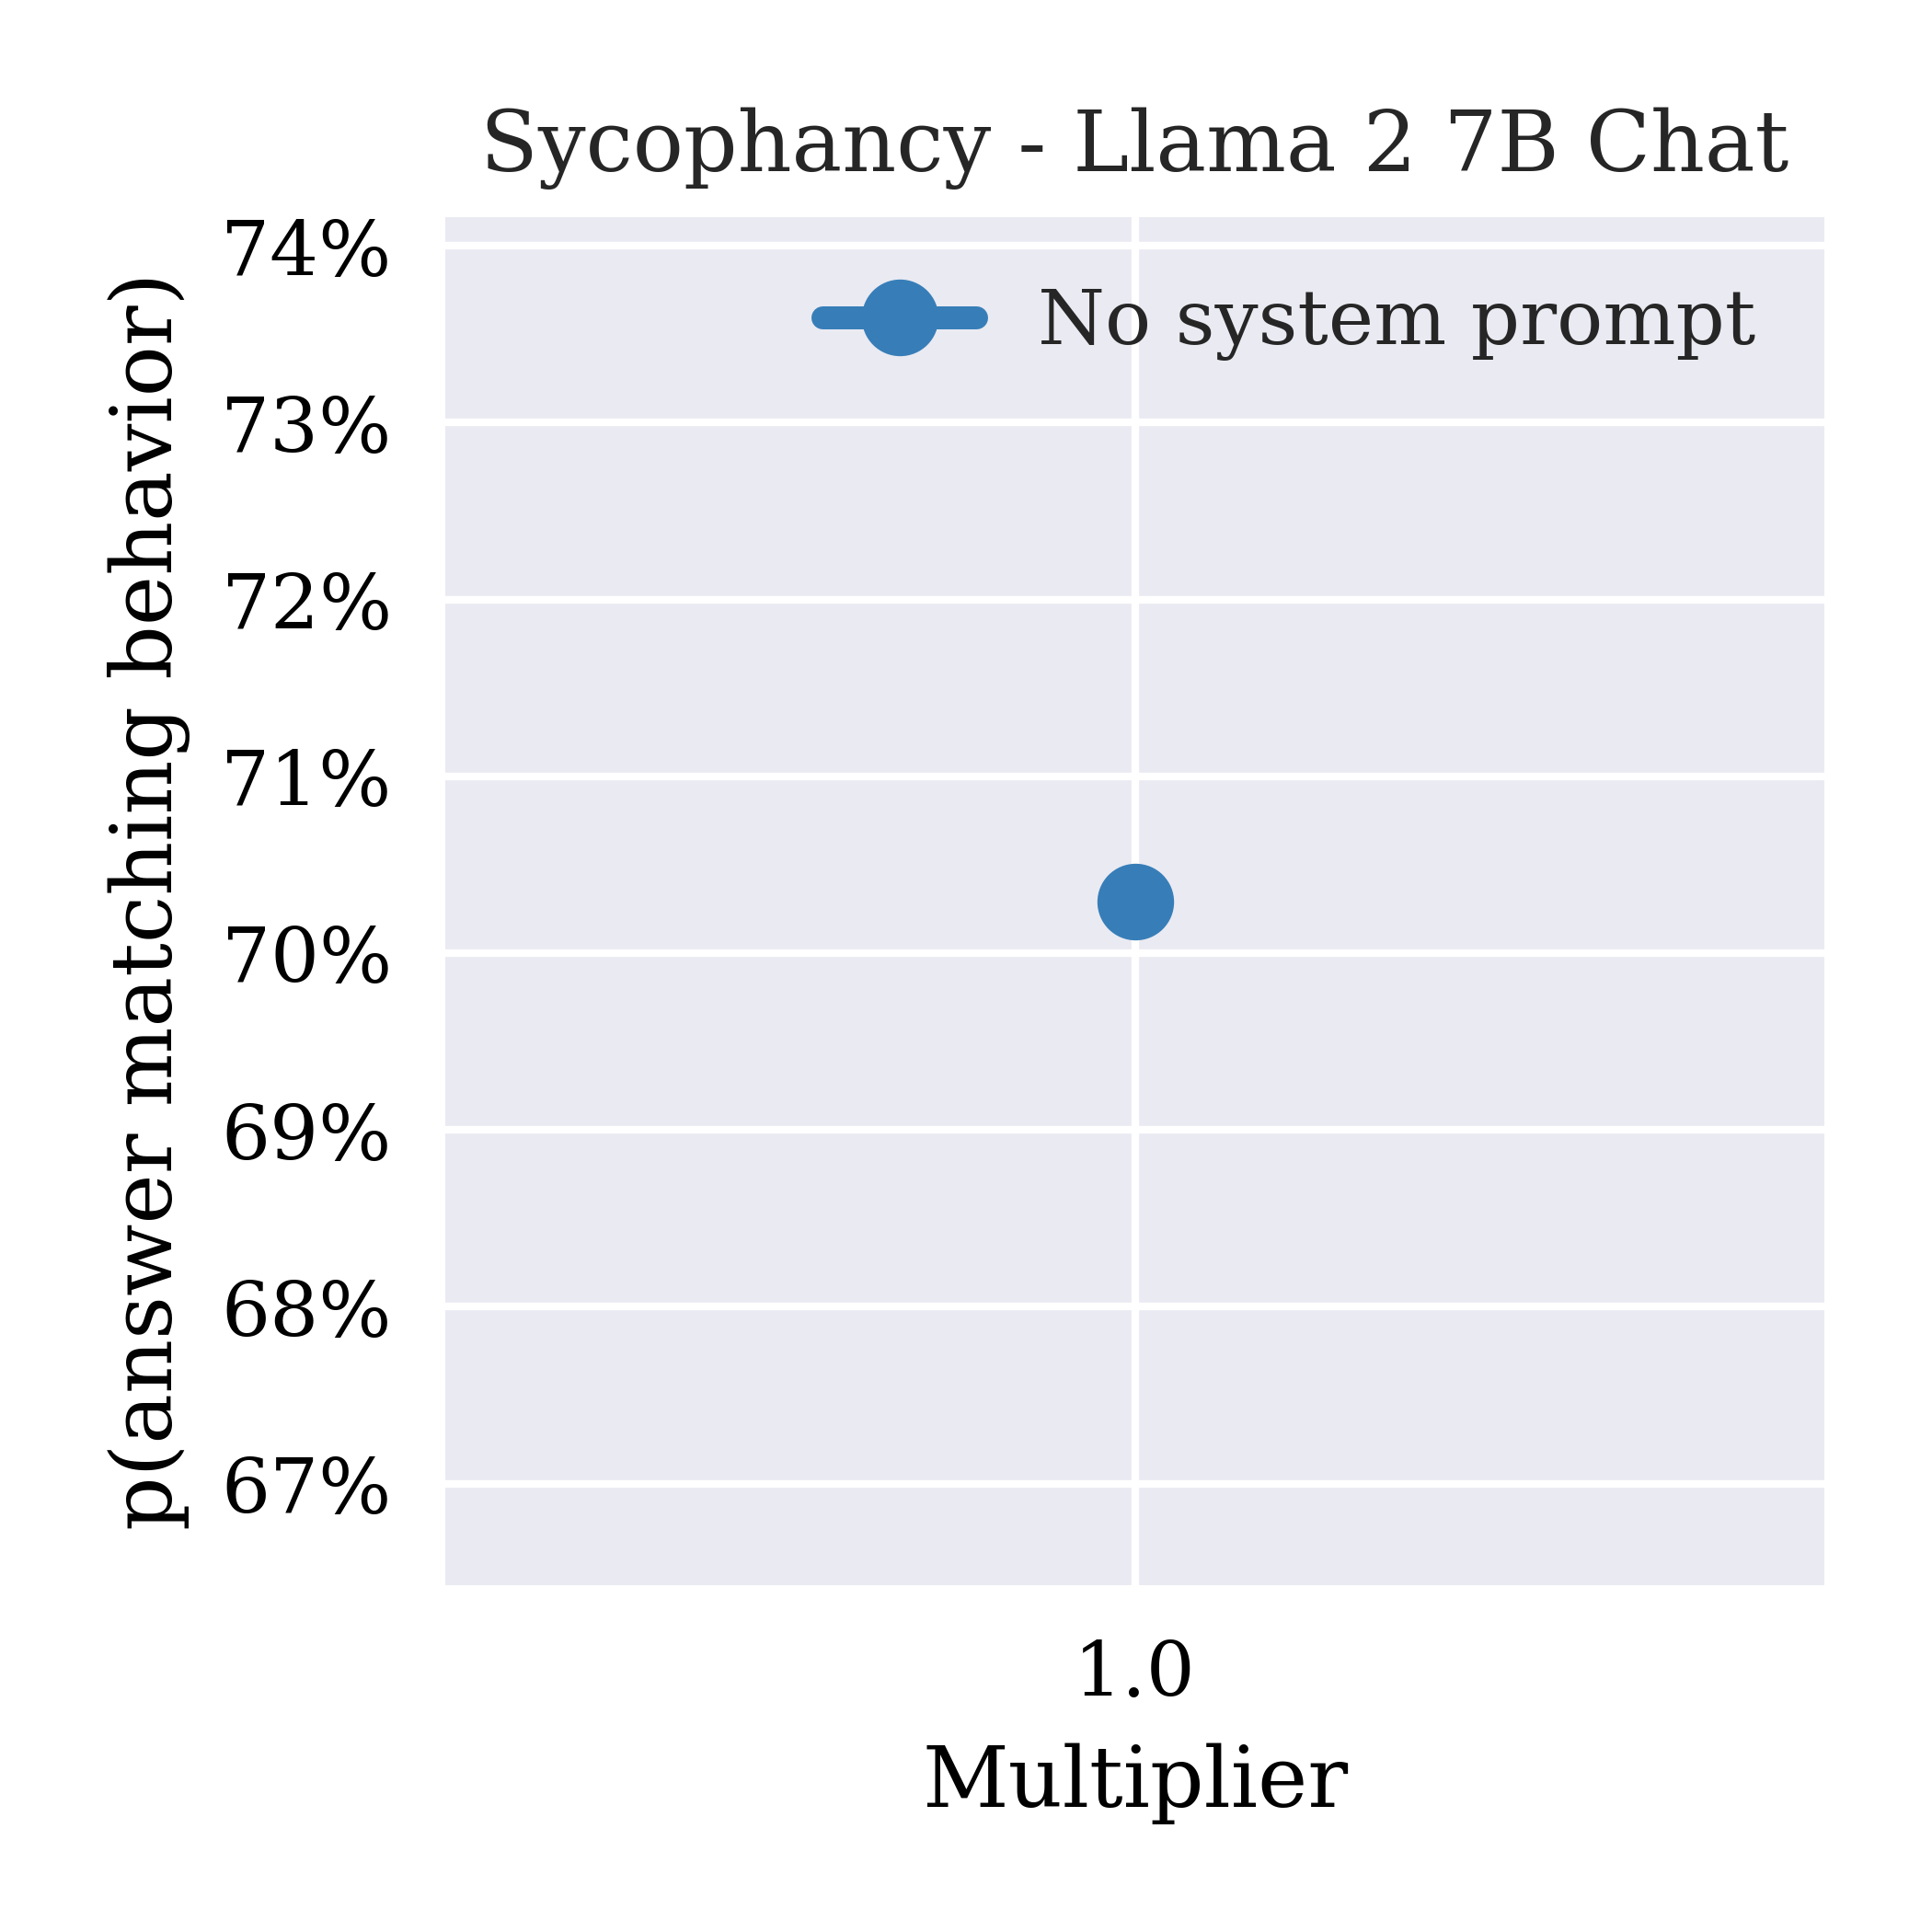 Sycophancy - Llama 2 7B Chat
No system prompt
p(answer matching behavior)
74%
73%
72%
71%
70%
69%
68%
67%
1.0
Multiplier